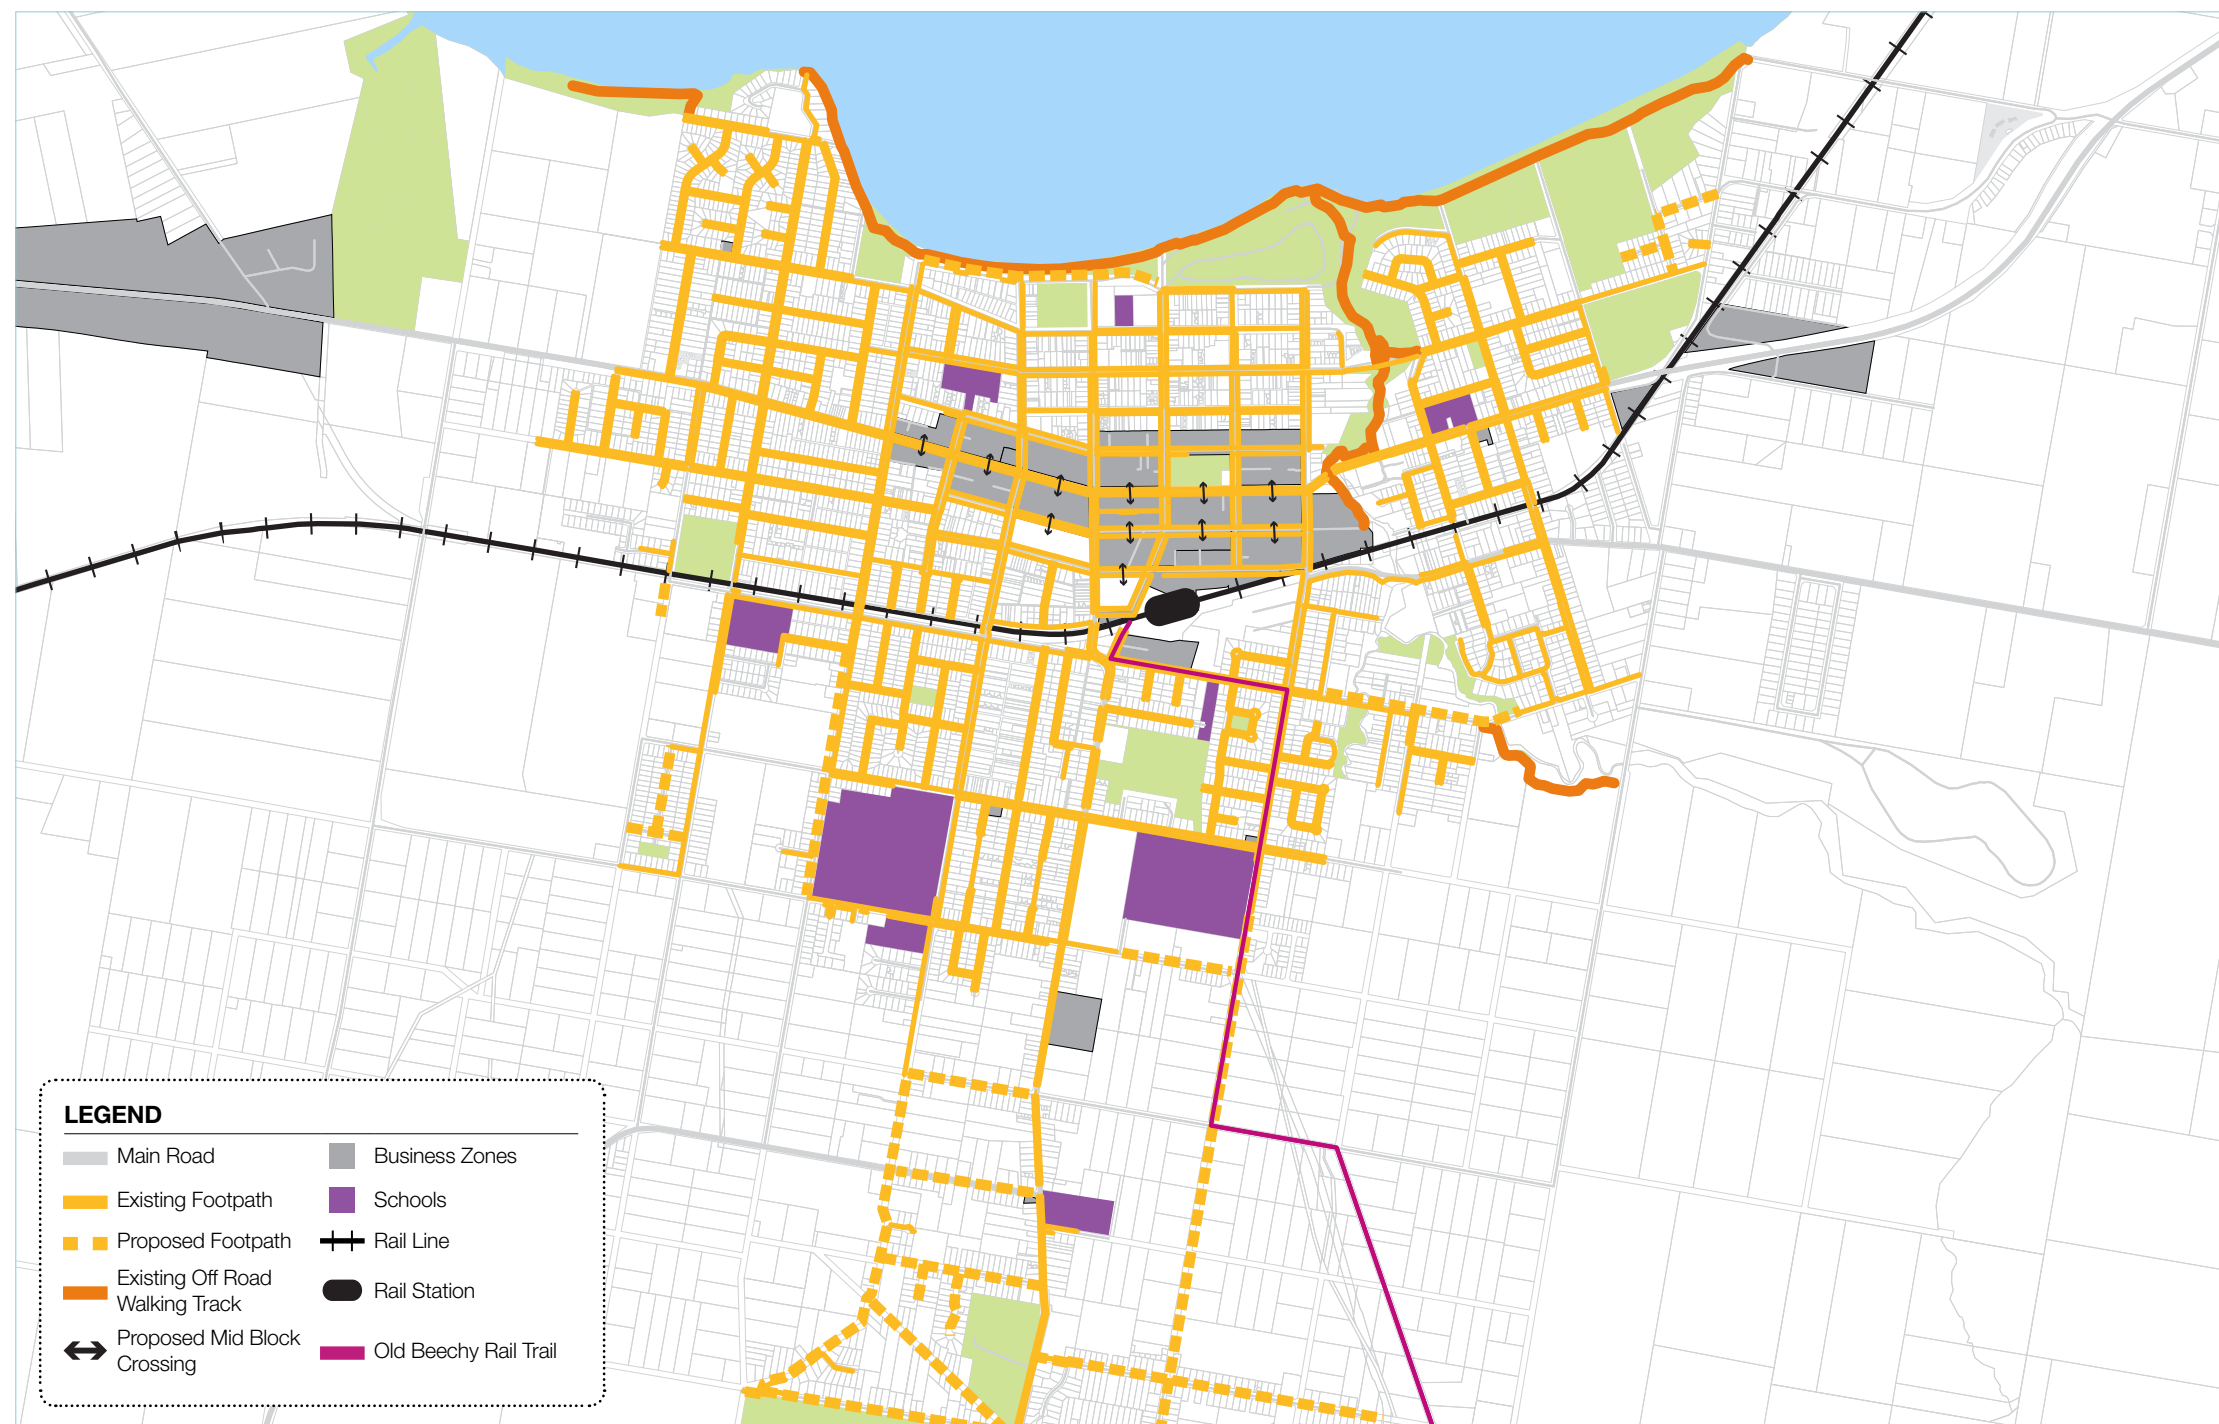 LEGEND
Main Road
Existing Footpath
Proposed Footpath
Existing Off Road
Walking Track
Proposed Mid Block
Crossing
Business Zones
Schools
Rail Line
Rail Station
Old Beechy Rail Trail